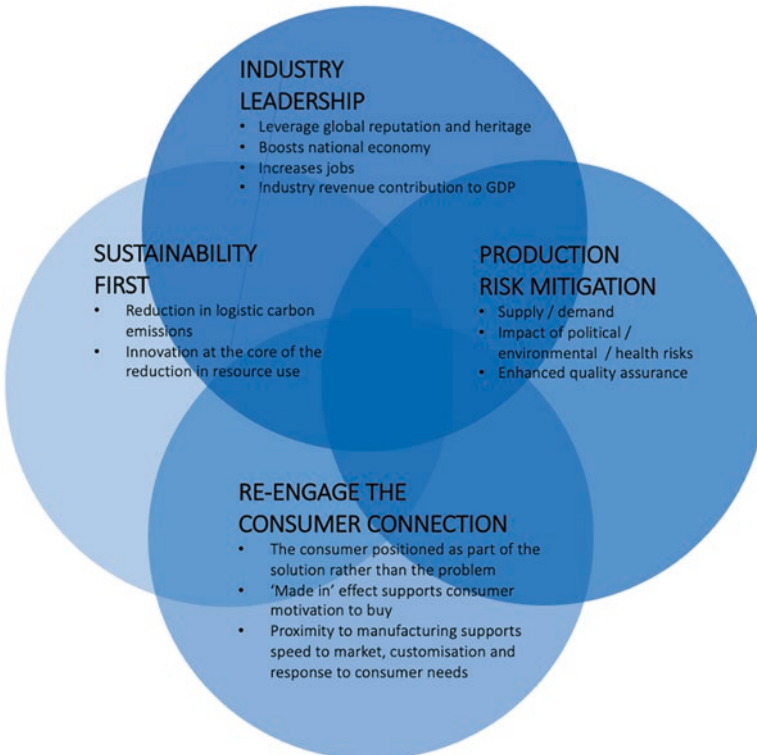 INDUSTRY
LEADERSHIP
• Leverage global reputation and heritage
• Boosts national economy
• Increases jobs
• Industry revenue contribution to GDP
SUSTAINABILITY
FIRST
• Reduction in logistic carbon
emissions
• Innovation at the core of the
reduction in resource use
PRODUCTION
RISK MITIGATION
• Supply / demand
• Impact of political /
environmental / health risks
• Enhanced quality assurance
RE-ENGAGE THE
CONSUMER CONNECTION
• The consumer positioned as part of the
solution rather than the problem
• ‘Made in’ effect supports consumer
motivation to buy
• Proximity to manufacturing supports
speed to market, customisation and
response to consumer needs